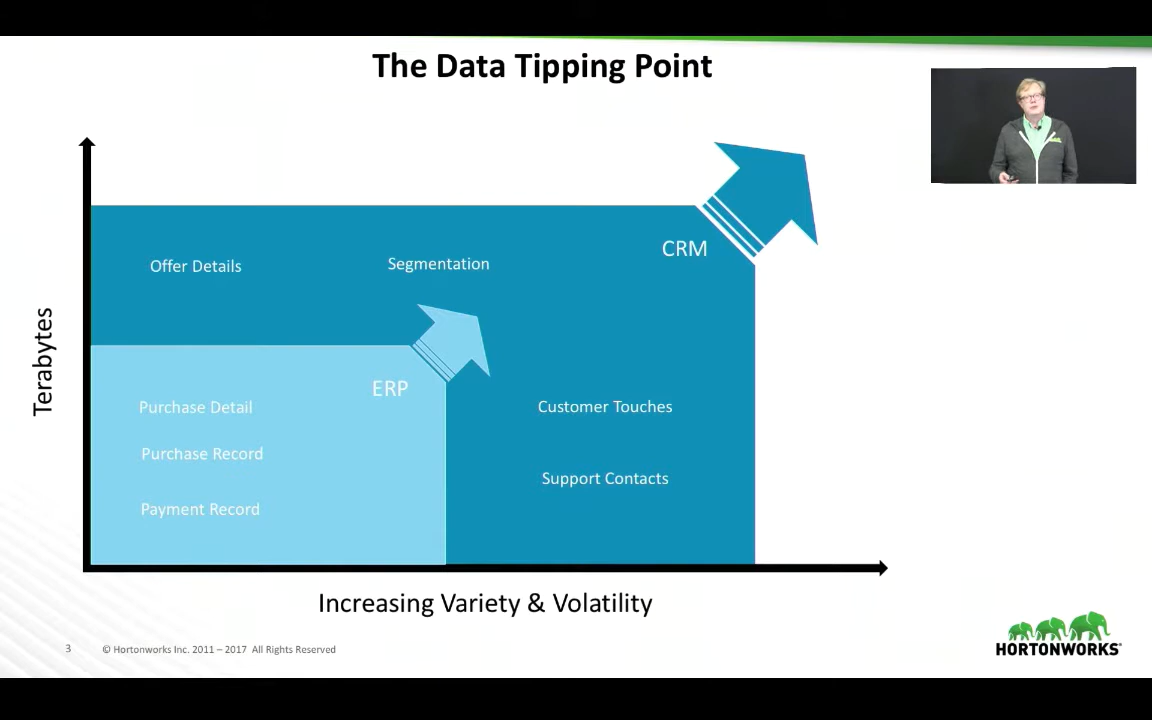 The Data Tipping Point
Terabytes
Offer Details
Segmentation
CRM
ERP
Purchase Detail
Purchase Record
Payment Record
Customer Touches
Support Contacts
Increasing Variety & Volatility
3
© Hortonworks Inc. 2011 – 2017 All Rights Reserved
HORTONWORKS